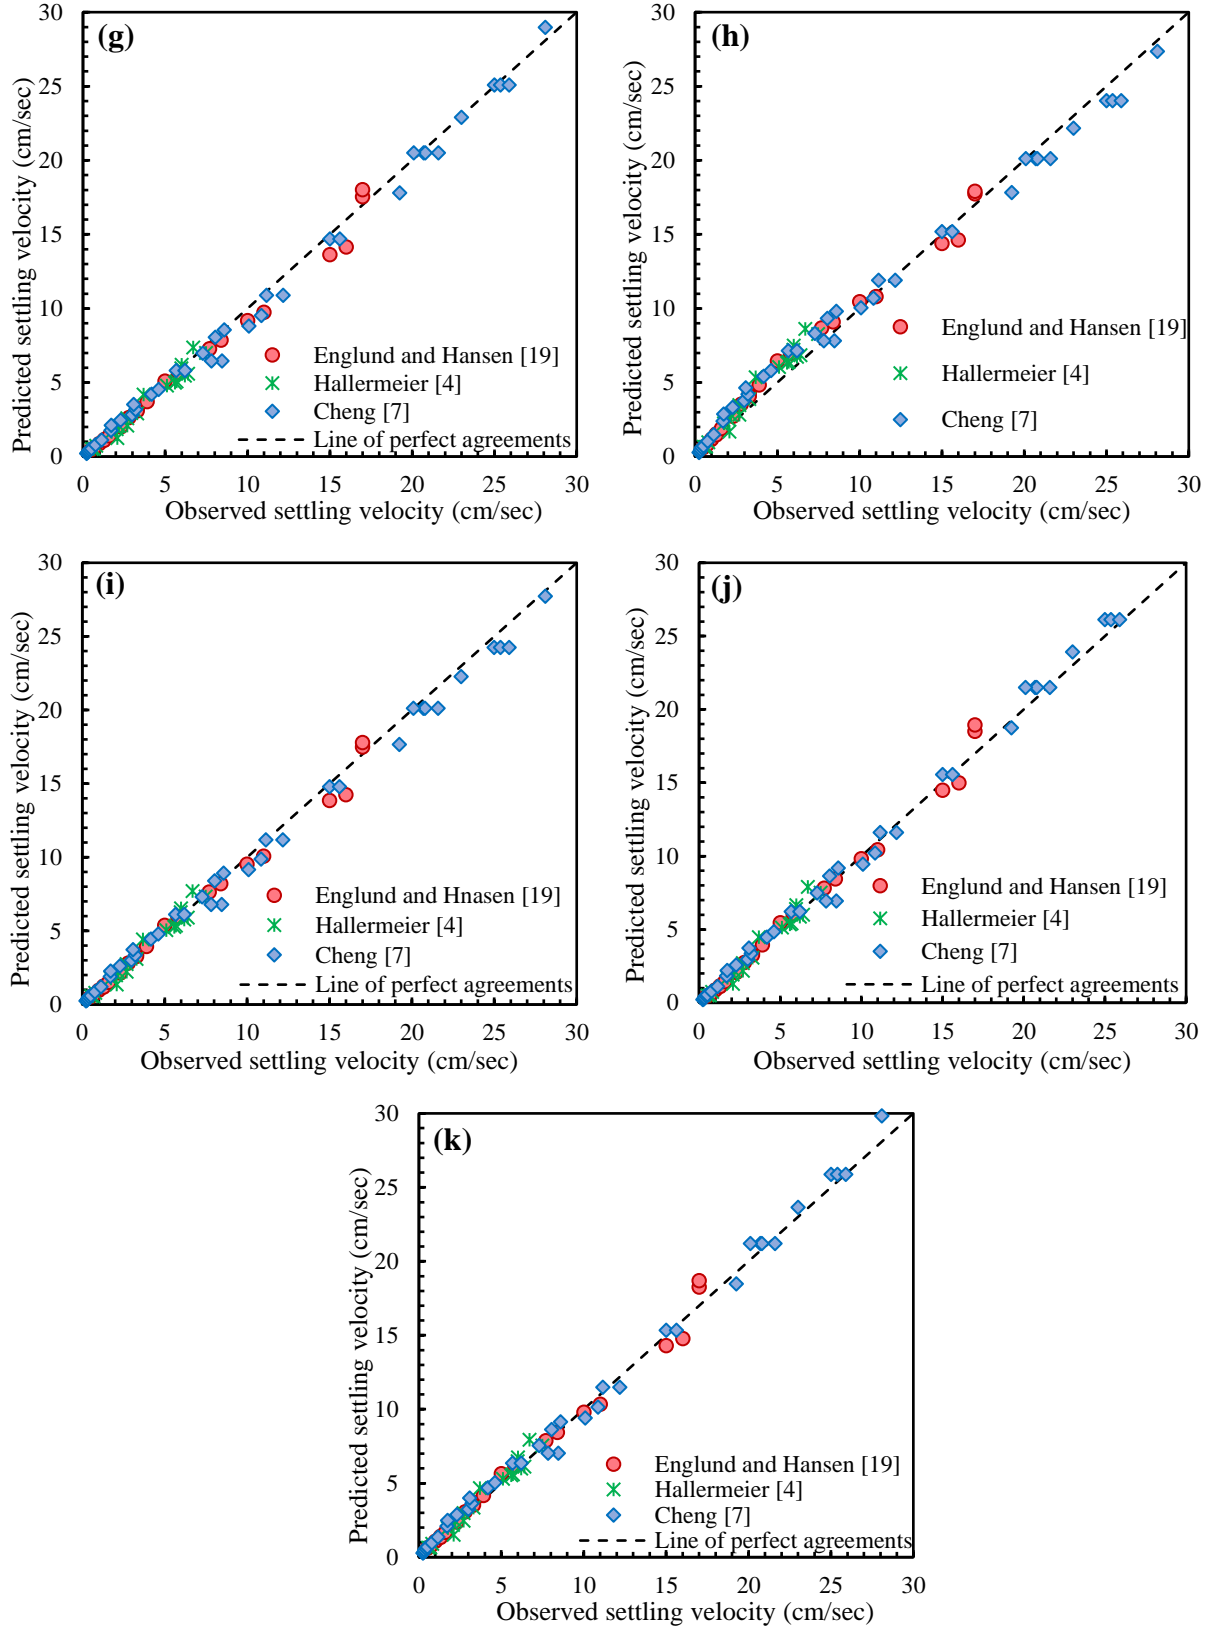 (g)
Predicted settling velocity (cm/sec)
30
25
20
15
10
5
0
Englund and Hansen [19]
Hallermeier [4]
Cheng [7]
Line of perfect agreements
0 5 10 15 20 25 30
Observed settling velocity (cm/sec)
(h)
Predicted settling velocity (cm/sec)
30
25
20
15
10
5
0
Englund and Hansen [19]
Hallermeier [4]
Cheng [7]
0 5 10 15 20 25 30
Observed settling velocity (cm/sec)
(i)
Predicted settling velocity (cm/sec)
30
25
20
15
10
5
0
Englund and Hnasen [19]
Hallermeier [4]
Cheng [7]
Line of perfect agreements
0 5 10 15 20 25 30
Observed settling velocity (cm/sec)
(j)
Predicted settling velocity (cm/sec)
30
25
20
15
10
5
0
Englund and Hansen [19]
Hallermeier [4]
Cheng [7]
Line of perfect agreements
0 5 10 15 20 25 30
Observed settling velocity (cm/sec)
(k)
Predicted settling velocity (cm/sec)
30
25
20
15
10
5
0
Englund and Hansen [19]
Hallermeier [4]
Cheng [7]
Line of perfect agreements
0 5 10 15 20 25 30
Observed settling velocity (cm/sec)